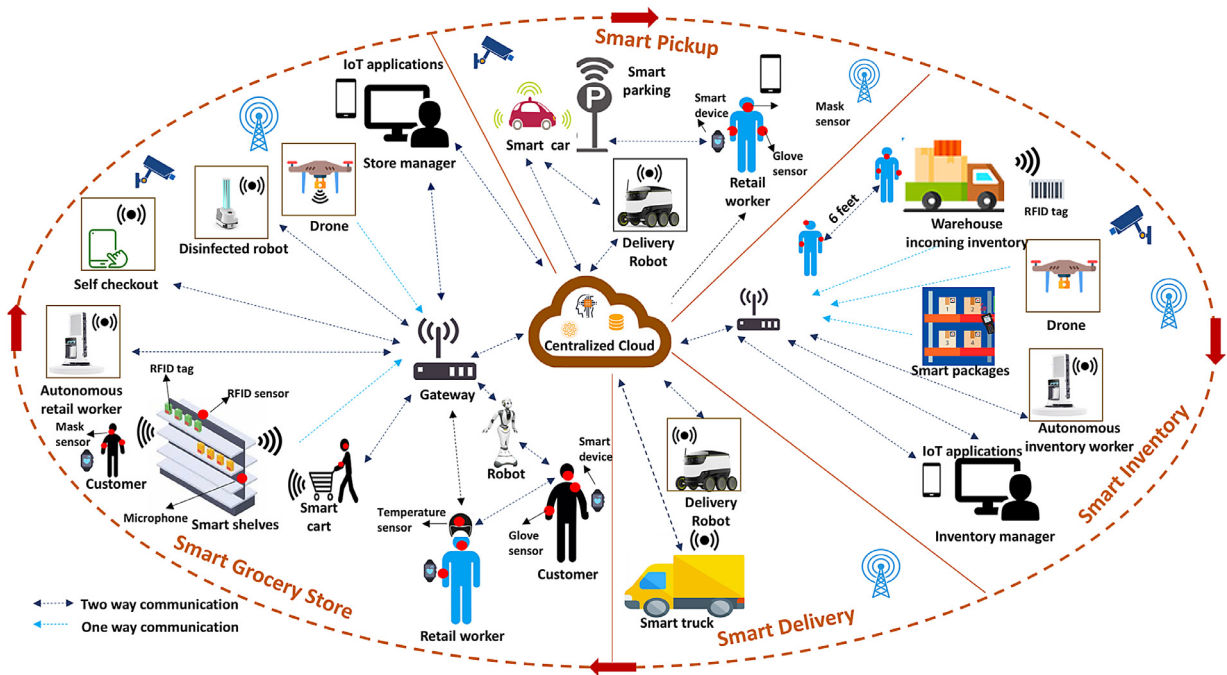 Smart Pickup
IoT applications
Store manager
Smart
parking
P
Smart car
Smart
device
Mask
sensor
Glove
sensor
Retail
worker
Delivery
Robot
6 feet
Warehouse
incoming inventory
RFID tag
Drone
Disinfected robot
Self checkout
Drone
Smart packages
1
2
3
4
Autonomous
inventory worker
Centralized Cloud
Gateway
Autonomous
retail worker
RFID tag
RFID sensor
Mask
sensor
Customer
Microphone
Smart shelves
Smart
cart
Robot
Smart
device
Temperature
sensor
Glove
sensor
Customer
Retail worker
Delivery
Robot
Smart truck
IoT applications
Inventory manager
Smart Grocery Store
Smart Delivery
Smart Inventory
Two way communication
One way communication